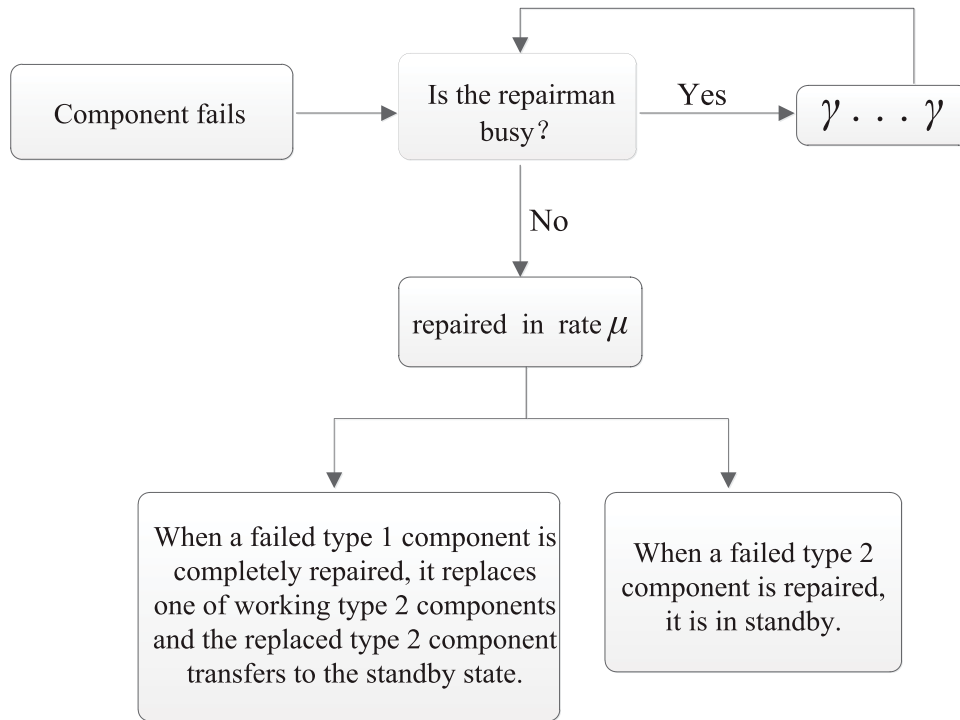 Component fails
Is the repairman
busy?
Yes
γ . . . γ
No
repaired in rate μ
When a failed type 1 component is
completely repaired, it replaces
one of working type 2 components
and the replaced type 2 component
transfers to the standby state.
When a failed type 2
component is repaired,
it is in standby.